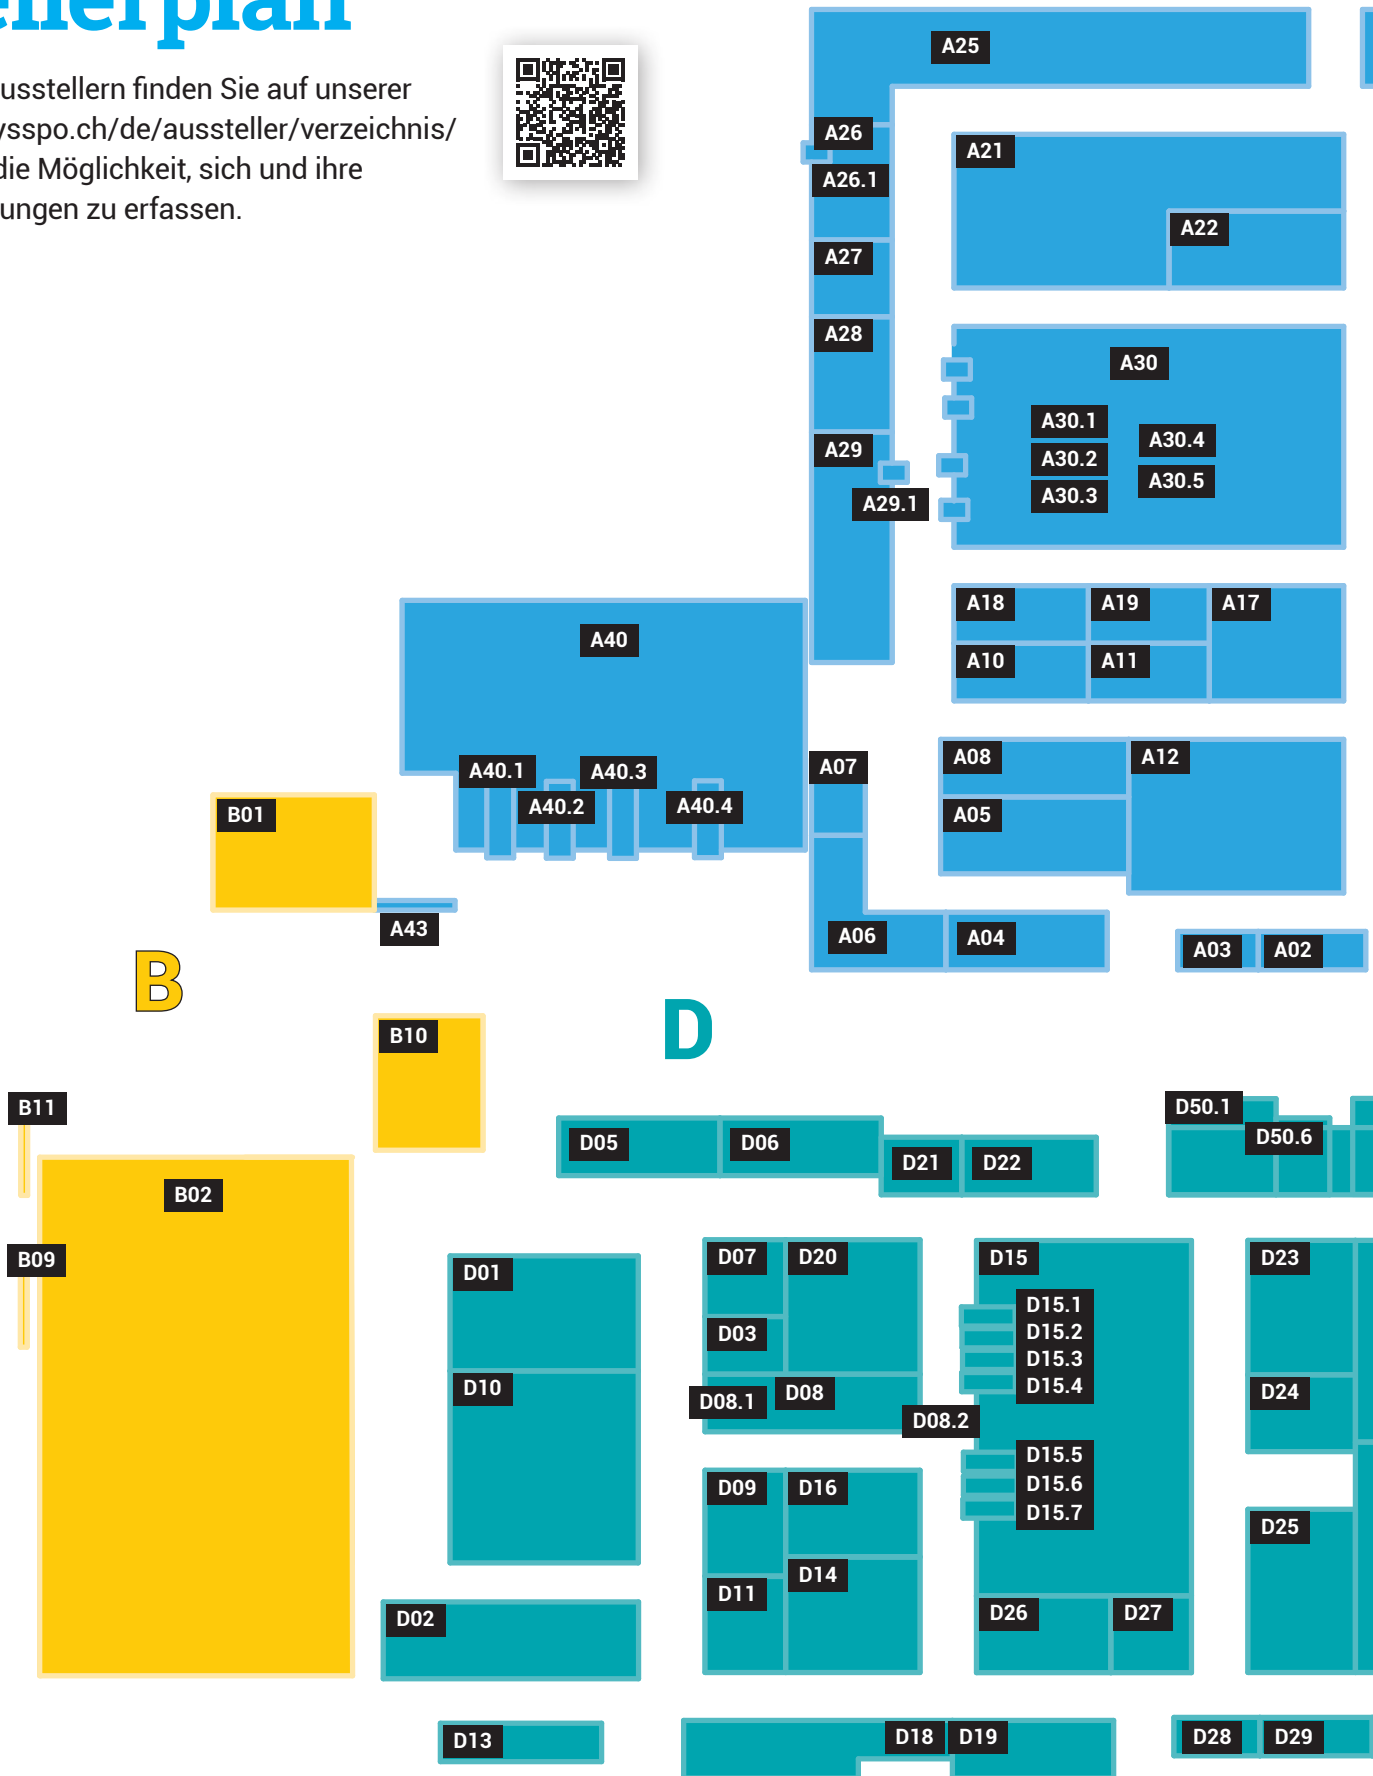 ellerplan
usstellern finden Sie auf unserer
ysspo.ch/de/aussteller/verzeichnis/
die Möglichkeit, sich und ihre
ungen zu erfassen.
A25
A26
A26.1
A27
A28
A29
A29.1
A21
A22
A30
A30.1
A30.2
A30.3
A30.4
A30.5
A18
A19
A17
A10
A11
A40
A40.1
A40.2
A40.3
A40.4
A07
A08
A12
A05
A06
A04
A03
A02
A43
B01
B
B10
B11
B02
B09
D
D05
D06
D21
D22
D50.1
D50.6
D01
D10
D02
D13
D07
D20
D03
D08.1
D08
D08.2
D09
D16
D14
D11
D15
D15.1
D15.2
D15.3
D15.4
D15.5
D15.6
D15.7
D26
D27
D23
D24
D25
D18
D19
D28
D29